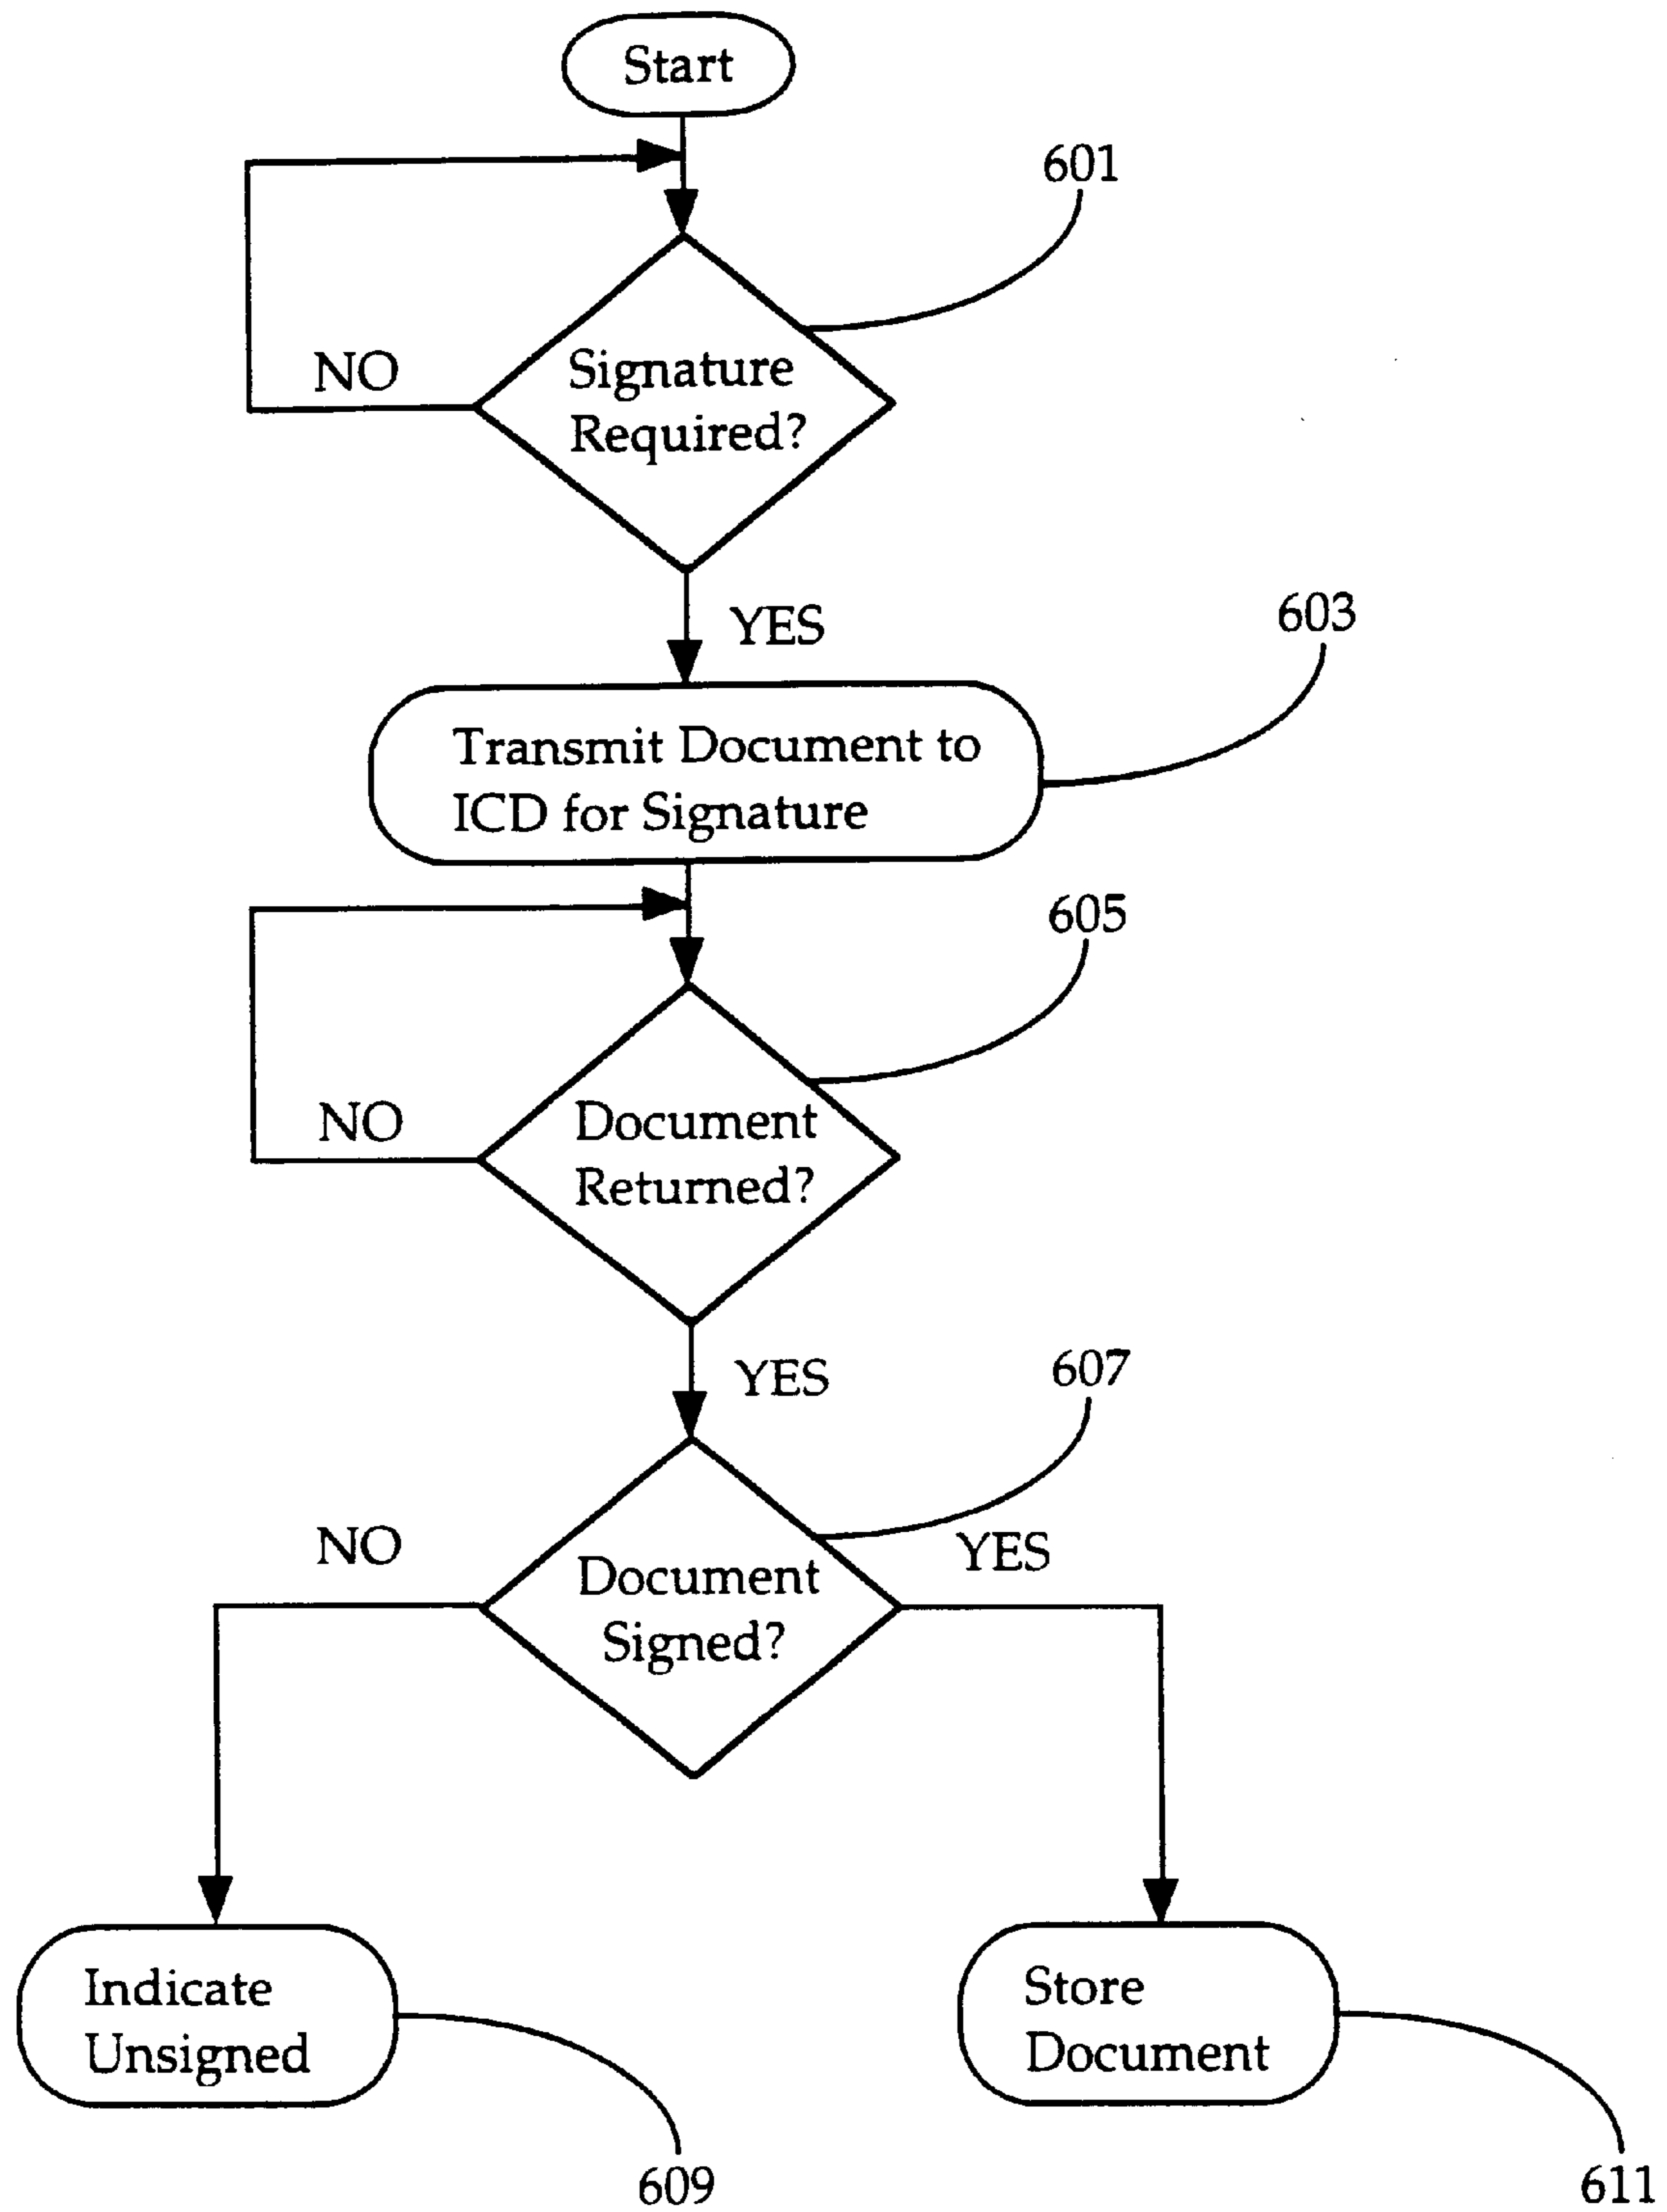 Start
601
NO
Signature
Required?
YES
603
Transmit Document to
ICD for Signature
605
NO
Document
Returned?
YES
607
NO
YES
Document
Signed?
Indicate
Unsigned
Store
Document
609
611